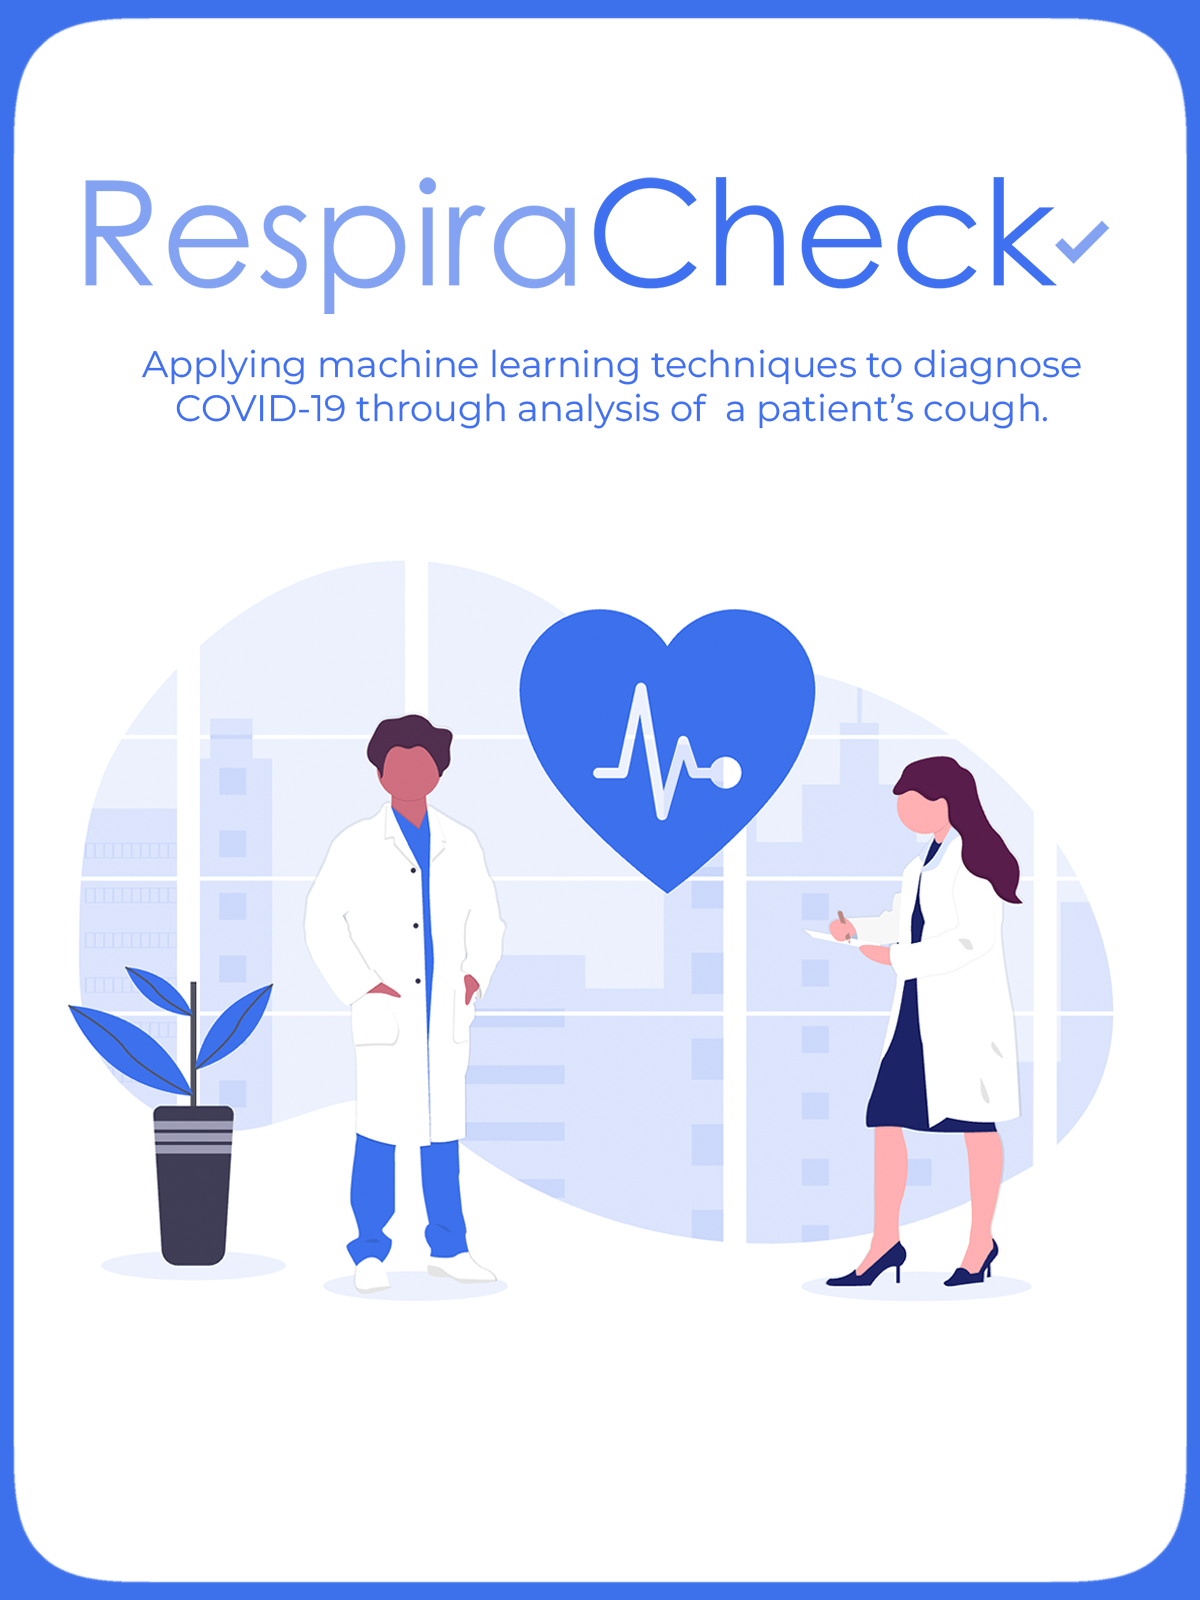 RespiraCheck
Applying machine learning techniques to diagnose
COVID-19 through analysis of  a patient’s cough.